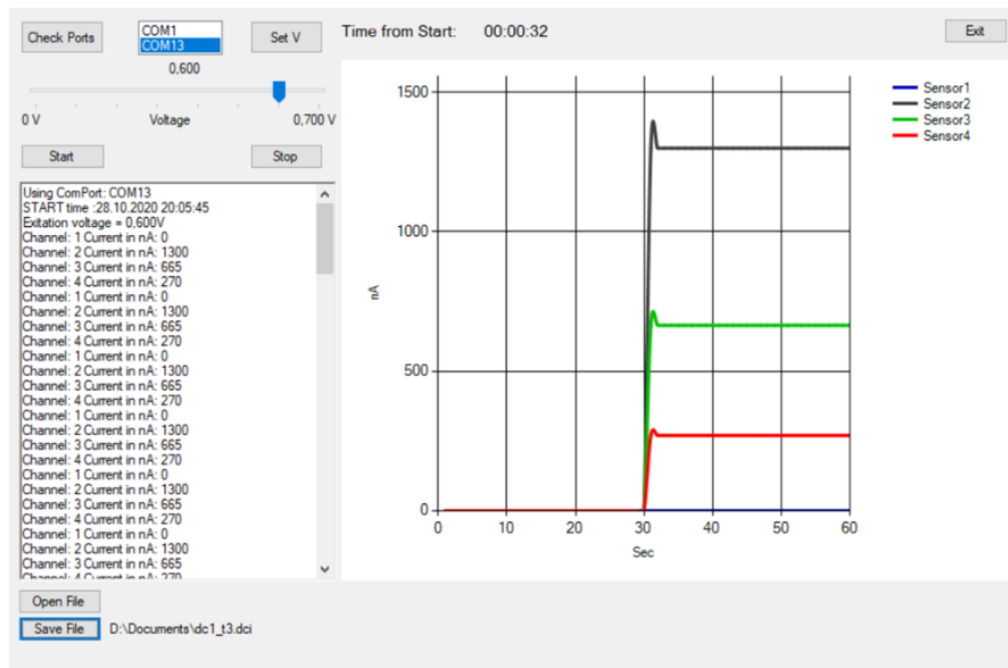 Check Ports
COM1
COM13
Set V
Time from Start: 00:00:32
Exit
0,600
0 V
Voltage
0,700 V
Start
Stop
Using ComPort: COM13
START time :28.10.2020 20:05:45
Exitation voltage = 0,600V
Channel: 1 Current in nA: 0
Channel: 2 Current in nA: 1300
Channel: 3 Current in nA: 665
Channel: 4 Current in nA: 270
Channel: 1 Current in nA: 0
Channel: 2 Current in nA: 1300
Channel: 3 Current in nA: 665
Channel: 4 Current in nA: 270
Channel: 1 Current in nA: 0
Channel: 2 Current in nA: 1300
Channel: 3 Current in nA: 665
Channel: 4 Current in nA: 270
Channel: 1 Current in nA: 0
Channel: 2 Current in nA: 1300
Channel: 3 Current in nA: 665
Channel: 4 Current in nA: 270
Channel: 1 Current in nA: 0
Channel: 2 Current in nA: 1300
Channel: 3 Current in nA: 665
Channel: 4 Current in nA: 270
Channel: 1 Current in nA: 0
Channel: 2 Current in nA: 1300
Channel: 3 Current in nA: 665
Channel: 4 Current in nA: 270
1500
1000
500
0
nA
0 10 20 30 40 50 60
Sec
Sensor1
Sensor2
Sensor3
Sensor4
Open File
Save File
D:\Documents\dc1_t3.dci